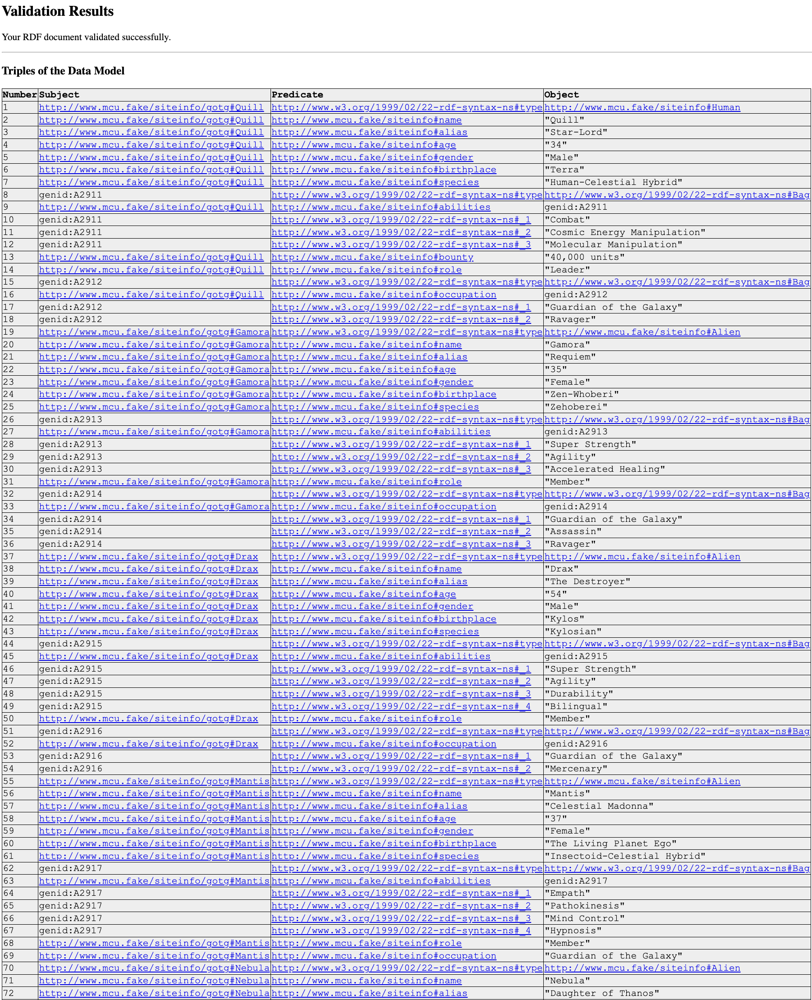 Validation Results
Your RDF document validated successfully.
Triples of the Data Model
Number Subject Predicate Object
1 http://www.mcu.fake/siteinfo/gotg#Quill http://www.w3.org/1999/02/22-rdf-syntax-ns#type http://www.mcu.fake/siteinfo#Human
2 http://www.mcu.fake/siteinfo/gotg#Quill http://www.mcu.fake/siteinfo#name "Quill"
3 http://www.mcu.fake/siteinfo/gotg#Quill http://www.mcu.fake/siteinfo#alias "Star-Lord"
4 http://www.mcu.fake/siteinfo/gotg#Quill http://www.mcu.fake/siteinfo#age "34"
5 http://www.mcu.fake/siteinfo/gotg#Quill http://www.mcu.fake/siteinfo#gender "Male"
6 http://www.mcu.fake/siteinfo/gotg#Quill http://www.mcu.fake/siteinfo#birthplace "Terra"
7 http://www.mcu.fake/siteinfo/gotg#Quill http://www.mcu.fake/siteinfo#species "Human-Celestial Hybrid"
8 genid:A2911 http://www.w3.org/1999/02/22-rdf-syntax-ns#type http://www.w3.org/1999/02/22-rdf-syntax-ns#Bag
9 http://www.mcu.fake/siteinfo/gotg#Quill http://www.mcu.fake/siteinfo#abilities genid:A2911
10 genid:A2911 http://www.w3.org/1999/02/22-rdf-syntax-ns#_1 "Combat"
11 genid:A2911 http://www.w3.org/1999/02/22-rdf-syntax-ns#_2 "Cosmic Energy Manipulation"
12 genid:A2911 http://www.w3.org/1999/02/22-rdf-syntax-ns#_3 "Molecular Manipulation"
13 http://www.mcu.fake/siteinfo/gotg#Quill http://www.mcu.fake/siteinfo#bounty "40,000 units"
14 http://www.mcu.fake/siteinfo/gotg#Quill http://www.mcu.fake/siteinfo#role "Leader"
15 genid:A2912 http://www.w3.org/1999/02/22-rdf-syntax-ns#type http://www.w3.org/1999/02/22-rdf-syntax-ns#Bag
16 http://www.mcu.fake/siteinfo/gotg#Quill http://www.mcu.fake/siteinfo#occupation genid:A2912
17 genid:A2912 http://www.w3.org/1999/02/22-rdf-syntax-ns#_1 "Guardian of the Galaxy"
18 genid:A2912 http://www.w3.org/1999/02/22-rdf-syntax-ns#_2 "Ravager"
19 http://www.mcu.fake/siteinfo/gotg#Gamora http://www.w3.org/1999/02/22-rdf-syntax-ns#type http://www.mcu.fake/siteinfo#Alien
20 http://www.mcu.fake/siteinfo/gotg#Gamora http://www.mcu.fake/siteinfo#name "Gamora"
21 http://www.mcu.fake/siteinfo/gotg#Gamora http://www.mcu.fake/siteinfo#alias "Requiem"
22 http://www.mcu.fake/siteinfo/gotg#Gamora http://www.mcu.fake/siteinfo#age "35"
23 http://www.mcu.fake/siteinfo/gotg#Gamora http://www.mcu.fake/siteinfo#gender "Female"
24 http://www.mcu.fake/siteinfo/gotg#Gamora http://www.mcu.fake/siteinfo#birthplace "Zen-Whoberi"
25 http://www.mcu.fake/siteinfo/gotg#Gamora http://www.mcu.fake/siteinfo#species "Zehoberei"
26 genid:A2913 http://www.w3.org/1999/02/22-rdf-syntax-ns#type http://www.w3.org/1999/02/22-rdf-syntax-ns#Bag
27 http://www.mcu.fake/siteinfo/gotg#Gamora http://www.mcu.fake/siteinfo#abilities genid:A2913
28 genid:A2913 http://www.w3.org/1999/02/22-rdf-syntax-ns#_1 "Super Strength"
29 genid:A2913 http://www.w3.org/1999/02/22-rdf-syntax-ns#_2 "Agility"
30 genid:A2913 http://www.w3.org/1999/02/22-rdf-syntax-ns#_3 "Accelerated Healing"
31 http://www.mcu.fake/siteinfo/gotg#Gamora http://www.mcu.fake/siteinfo#role "Member"
32 genid:A2914 http://www.w3.org/1999/02/22-rdf-syntax-ns#type http://www.w3.org/1999/02/22-rdf-syntax-ns#Bag
33 http://www.mcu.fake/siteinfo/gotg#Gamora http://www.mcu.fake/siteinfo#occupation genid:A2914
34 genid:A2914 http://www.w3.org/1999/02/22-rdf-syntax-ns#_1 "Guardian of the Galaxy"
35 genid:A2914 http://www.w3.org/1999/02/22-rdf-syntax-ns#_2 "Assassin"
36 genid:A2914 http://www.w3.org/1999/02/22-rdf-syntax-ns#_3 "Ravager"
37 http://www.mcu.fake/siteinfo/gotg#Drax http://www.w3.org/1999/02/22-rdf-syntax-ns#type http://www.mcu.fake/siteinfo#Alien
38 http://www.mcu.fake/siteinfo/gotg#Drax http://www.mcu.fake/siteinfo#name "Drax"
39 http://www.mcu.fake/siteinfo/gotg#Drax http://www.mcu.fake/siteinfo#alias "The Destroyer"
40 http://www.mcu.fake/siteinfo/gotg#Drax http://www.mcu.fake/siteinfo#age "54"
41 http://www.mcu.fake/siteinfo/gotg#Drax http://www.mcu.fake/siteinfo#gender "Male"
42 http://www.mcu.fake/siteinfo/gotg#Drax http://www.mcu.fake/siteinfo#birthplace "Kylos"
43 http://www.mcu.fake/siteinfo/gotg#Drax http://www.mcu.fake/siteinfo#species "Kylosian"
44 genid:A2915 http://www.w3.org/1999/02/22-rdf-syntax-ns#type http://www.w3.org/1999/02/22-rdf-syntax-ns#Bag
45 http://www.mcu.fake/siteinfo/gotg#Drax http://www.mcu.fake/siteinfo#abilities genid:A2915
46 genid:A2915 http://www.w3.org/1999/02/22-rdf-syntax-ns#_1 "Super Strength"
47 genid:A2915 http://www.w3.org/1999/02/22-rdf-syntax-ns#_2 "Agility"
48 genid:A2915 http://www.w3.org/1999/02/22-rdf-syntax-ns#_3 "Durability"
49 genid:A2915 http://www.w3.org/1999/02/22-rdf-syntax-ns#_4 "Bilingual"
50 http://www.mcu.fake/siteinfo/gotg#Drax http://www.mcu.fake/siteinfo#role "Member"
51 genid:A2916 http://www.w3.org/1999/02/22-rdf-syntax-ns#type http://www.w3.org/1999/02/22-rdf-syntax-ns#Bag
52 http://www.mcu.fake/siteinfo/gotg#Drax http://www.mcu.fake/siteinfo#occupation genid:A2916
53 genid:A2916 http://www.w3.org/1999/02/22-rdf-syntax-ns#_1 "Guardian of the Galaxy"
54 genid:A2916 http://www.w3.org/1999/02/22-rdf-syntax-ns#_2 "Mercenary"
55 http://www.mcu.fake/siteinfo/gotg#Mantis http://www.w3.org/1999/02/22-rdf-syntax-ns#type http://www.mcu.fake/siteinfo#Alien
56 http://www.mcu.fake/siteinfo/gotg#Mantis http://www.mcu.fake/siteinfo#name "Mantis"
57 http://www.mcu.fake/siteinfo/gotg#Mantis http://www.mcu.fake/siteinfo#alias "Celestial Madonna"
58 http://www.mcu.fake/siteinfo/gotg#Mantis http://www.mcu.fake/siteinfo#age "37"
59 http://www.mcu.fake/siteinfo/gotg#Mantis http://www.mcu.fake/siteinfo#gender "Female"
60 http://www.mcu.fake/siteinfo/gotg#Mantis http://www.mcu.fake/siteinfo#birthplace "The Living Planet Ego"
61 http://www.mcu.fake/siteinfo/gotg#Mantis http://www.mcu.fake/siteinfo#species "Insectoid-Celestial Hybrid"
62 genid:A2917 http://www.w3.org/1999/02/22-rdf-syntax-ns#type http://www.w3.org/1999/02/22-rdf-syntax-ns#Bag
63 http://www.mcu.fake/siteinfo/gotg#Mantis http://www.mcu.fake/siteinfo#abilities genid:A2917
64 genid:A2917 http://www.w3.org/1999/02/22-rdf-syntax-ns#_1 "Empath"
65 genid:A2917 http://www.w3.org/1999/02/22-rdf-syntax-ns#_2 "Pathokinesis"
66 genid:A2917 http://www.w3.org/1999/02/22-rdf-syntax-ns#_3 "Mind Control"
67 genid:A2917 http://www.w3.org/1999/02/22-rdf-syntax-ns#_4 "Hypnosis"
68 http://www.mcu.fake/siteinfo/gotg#Mantis http://www.mcu.fake/siteinfo#role "Member"
69 http://www.mcu.fake/siteinfo/gotg#Mantis http://www.mcu.fake/siteinfo#occupation "Guardian of the Galaxy"
70 http://www.mcu.fake/siteinfo/gotg#Nebula http://www.w3.org/1999/02/22-rdf-syntax-ns#type http://www.mcu.fake/siteinfo#Alien
71 http://www.mcu.fake/siteinfo/gotg#Nebula http://www.mcu.fake/siteinfo#name "Nebula"
72 http://www.mcu.fake/siteinfo/gotg#Nebula http://www.mcu.fake/siteinfo#alias "Daughter of Thanos"